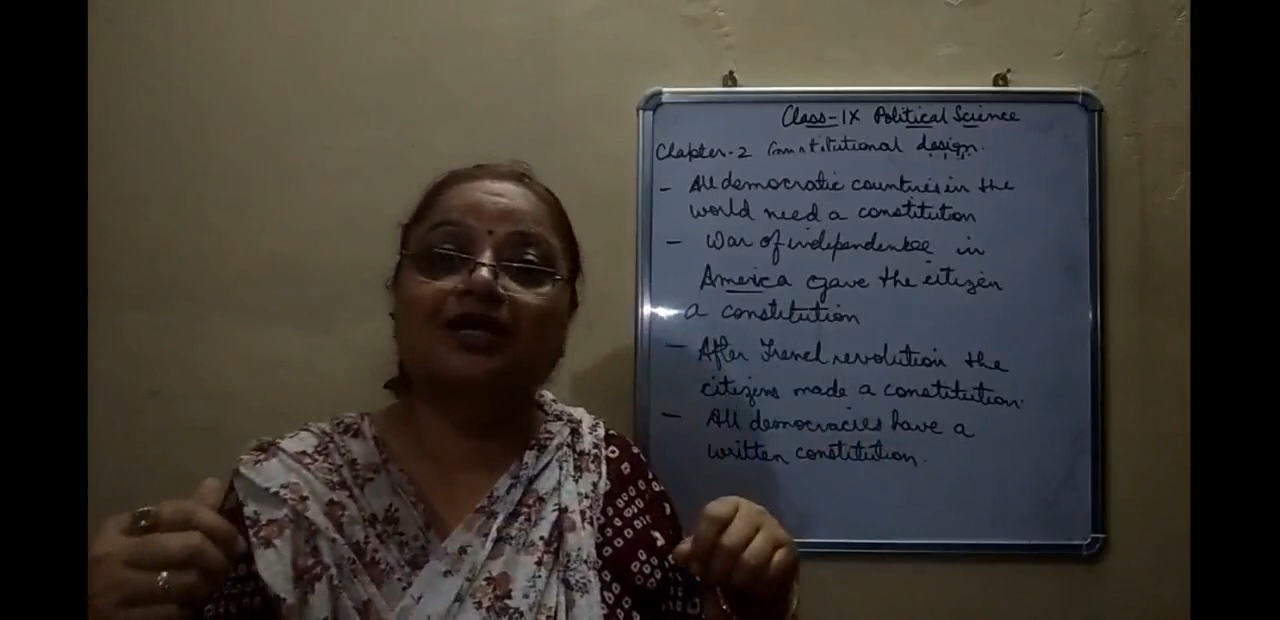 Class-IX Political Science
Chapter-2 Constitutional design.
- All democratic countries in the
world need a constitution
- War of independence in
America gave the citizen
a constitution
- After French revolution the
citizens made a constitution.
- All democracies have a
written constitution.